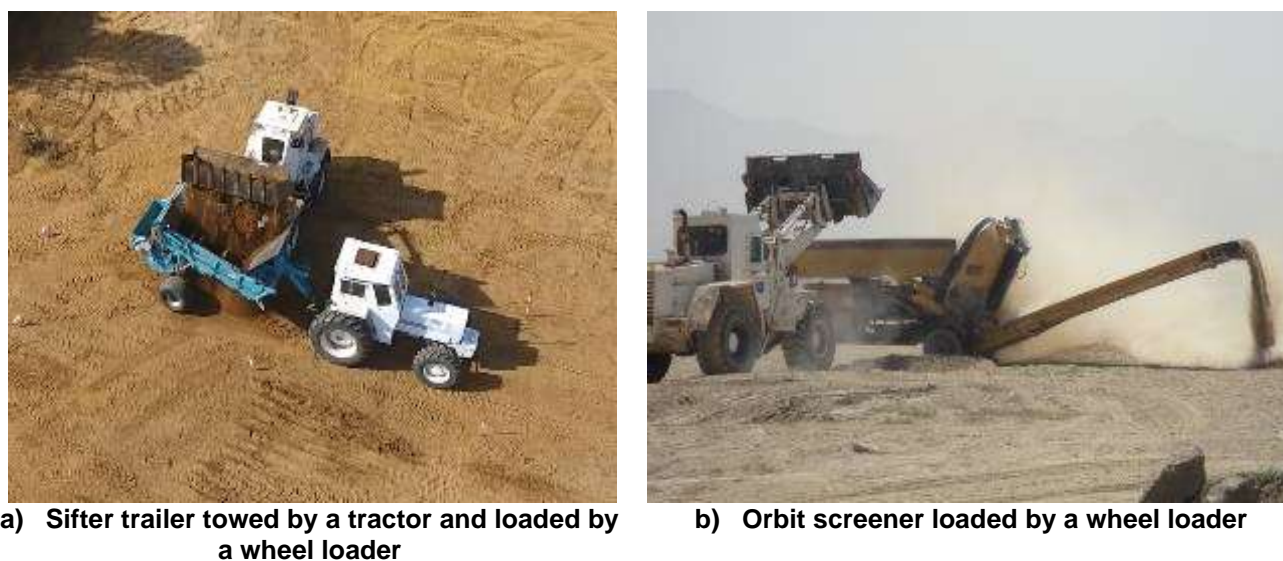 a) Sifter trailer towed by a tractor and loaded by
a wheel loader
b) Orbit screener loaded by a wheel loader